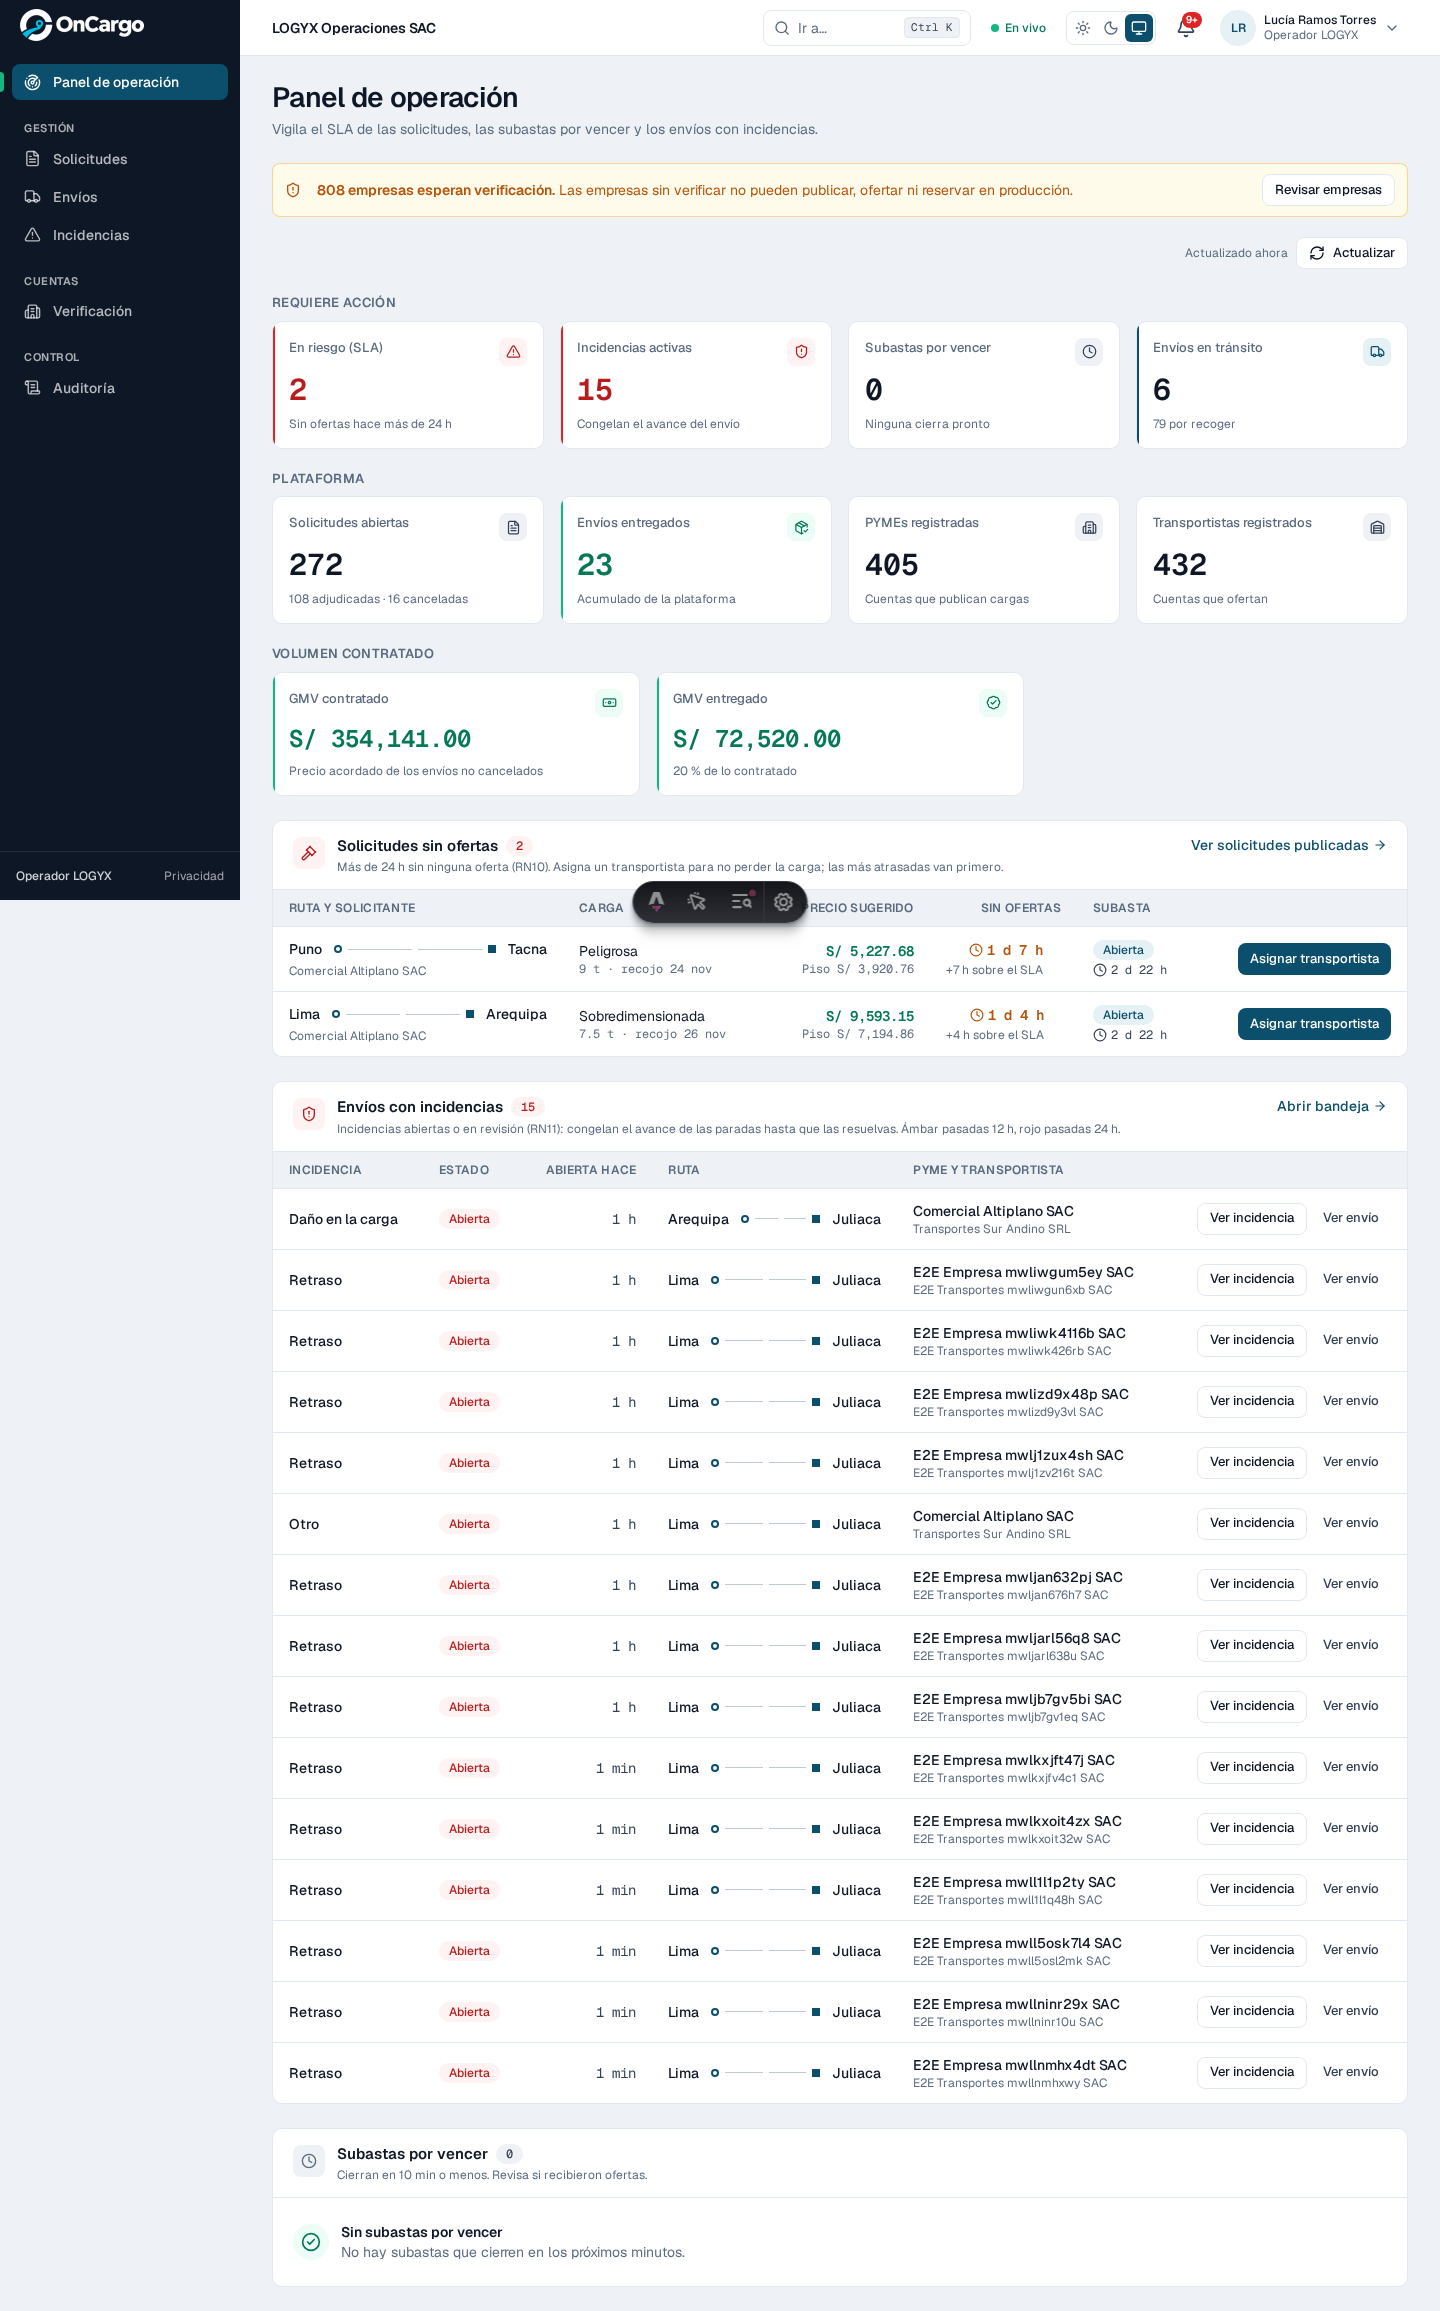 OnCargo
LOGYX Operaciones SAC
Ir a...
Ctrl K
En vivo
9+
LR
Lucía Ramos Torres
Operador LOGYX
Panel de operación
GESTIÓN
Solicitudes
Envíos
Incidencias
CUENTAS
Verificación
CONTROL
Auditoría
Operador LOGYX
Privacidad
Panel de operación
Vigila el SLA de las solicitudes, las subastas por vencer y los envíos con incidencias.
808 empresas esperan verificación. Las empresas sin verificar no pueden publicar, ofertar ni reservar en producción.
Revisar empresas
Actualizado ahora
Actualizar
REQUIERE ACCIÓN
En riesgo (SLA)
2
Sin ofertas hace más de 24 h
Incidencias activas
15
Congelan el avance del envío
Subastas por vencer
0
Ninguna cierra pronto
Envíos en tránsito
6
79 por recoger
PLATAFORMA
Solicitudes abiertas
272
108 adjudicadas · 16 canceladas
Envíos entregados
23
Acumulado de la plataforma
PYMEs registradas
405
Cuentas que publican cargas
Transportistas registrados
432
Cuentas que ofertan
VOLUMEN CONTRATADO
GMV contratado
S/ 354,141.00
Precio acordado de los envíos no cancelados
GMV entregado
S/ 72,520.00
20 % de lo contratado
Solicitudes sin ofertas 2
Más de 24 h sin ninguna oferta (RN10). Asigna un transportista para no perder la carga; las más atrasadas van primero.
Ver solicitudes publicadas
RUTA Y SOLICITANTE CARGA PRECIO SUGERIDO SIN OFERTAS SUBASTA
Puno Tacna Peligrosa S/ 5,227.68 1 d 7 h Abierta Asignar transportista
Comercial Altiplano SAC 9 t · recojo 24 nov Piso S/ 3,920.76 +7 h sobre el SLA 2 d 22 h
Lima Arequipa Sobredimensionada S/ 9,593.15 1 d 4 h Abierta Asignar transportista
Comercial Altiplano SAC 7.5 t · recojo 26 nov Piso S/ 7,194.86 +4 h sobre el SLA 2 d 22 h
Envíos con incidencias 15
Incidencias abiertas o en revisión (RN11): congelan el avance de las paradas hasta que las resuelvas. Ámbar pasadas 12 h, rojo pasadas 24 h.
Abrir bandeja
INCIDENCIA ESTADO ABIERTA HACE RUTA PYME Y TRANSPORTISTA
Daño en la carga Abierta 1 h Arequipa Juliaca Comercial Altiplano SAC Ver incidencia Ver envío
Transportes Sur Andino SRL
Retraso Abierta 1 h Lima Juliaca E2E Empresa mwliwgum5ey SAC Ver incidencia Ver envío
E2E Transportes mwliwgun6xb SAC
Retraso Abierta 1 h Lima Juliaca E2E Empresa mwliwk4116b SAC Ver incidencia Ver envío
E2E Transportes mwliwk426rb SAC
Retraso Abierta 1 h Lima Juliaca E2E Empresa mwlizd9x48p SAC Ver incidencia Ver envío
E2E Transportes mwlizd9y3vl SAC
Retraso Abierta 1 h Lima Juliaca E2E Empresa mwlj1zux4sh SAC Ver incidencia Ver envío
E2E Transportes mwlj1zv216t SAC
Otro Abierta 1 h Lima Juliaca Comercial Altiplano SAC Ver incidencia Ver envío
Transportes Sur Andino SRL
Retraso Abierta 1 h Lima Juliaca E2E Empresa mwljan632pj SAC Ver incidencia Ver envío
E2E Transportes mwljan676h7 SAC
Retraso Abierta 1 h Lima Juliaca E2E Empresa mwljarl56q8 SAC Ver incidencia Ver envío
E2E Transportes mwljarl638u SAC
Retraso Abierta 1 h Lima Juliaca E2E Empresa mwljb7gv5bi SAC Ver incidencia Ver envío
E2E Transportes mwljb7gv1eq SAC
Retraso Abierta 1 min Lima Juliaca E2E Empresa mwlkxjft47j SAC Ver incidencia Ver envío
E2E Transportes mwlkxjfv4c1 SAC
Retraso Abierta 1 min Lima Juliaca E2E Empresa mwlkxoit4zx SAC Ver incidencia Ver envío
E2E Transportes mwlkxoit32w SAC
Retraso Abierta 1 min Lima Juliaca E2E Empresa mwll1l1p2ty SAC Ver incidencia Ver envío
E2E Transportes mwll1l1q48h SAC
Retraso Abierta 1 min Lima Juliaca E2E Empresa mwll5osk7l4 SAC Ver incidencia Ver envío
E2E Transportes mwll5osl2mk SAC
Retraso Abierta 1 min Lima Juliaca E2E Empresa mwllninr29x SAC Ver incidencia Ver envío
E2E Transportes mwllninr10u SAC
Retraso Abierta 1 min Lima Juliaca E2E Empresa mwllnmhx4dt SAC Ver incidencia Ver envío
E2E Transportes mwllnmhxwy SAC
Subastas por vencer 0
Cierran en 10 min o menos. Revisa si recibieron ofertas.
Sin subastas por vencer
No hay subastas que cierren en los próximos minutos.